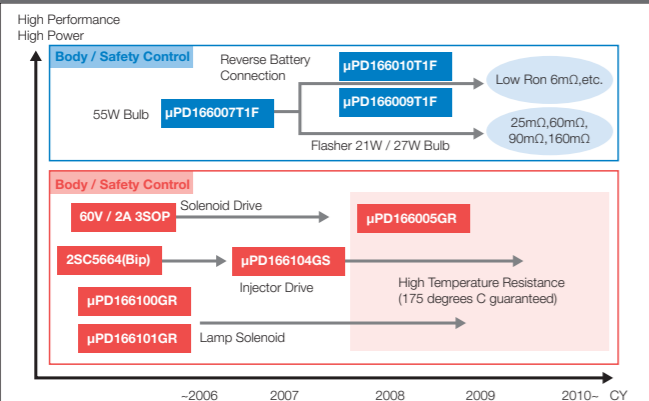 High Performance
High Power
Body / Safety Control
Reverse Battery
Connection
µPD166010T1F
Low Ron 6mΩ,etc.
µPD166009T1F
55W Bulb
µPD166007T1F
25mΩ,60mΩ,
90mΩ,160mΩ
Flasher 21W / 27W Bulb
Body / Safety Control
60V / 2A 3SOP
Solenoid Drive
µPD166005GR
2SC5664(Bip)
µPD166104GS
Injector Drive
High Temperature Resistance
(175 degrees C guaranteed)
µPD166100GR
µPD166101GR
Lamp Solenoid
~2006 2007 2008 2009 2010~ CY